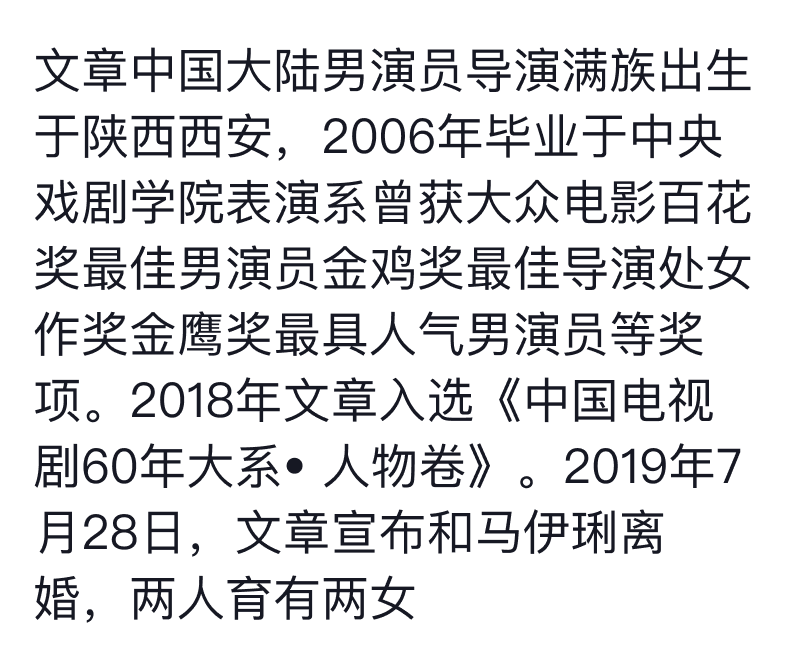 文章中国大陆男演员导演满族出生
于陕西西安，2006年毕业于中央
戏剧学院表演系曾获大众电影百花
奖最佳男演员金鸡奖最佳导演处女
作奖金鹰奖最具人气男演员等奖
项。2018年文章入选《中国电视
剧60年大系• 人物卷》。2019年7
月28日，文章宣布和马伊琍离
婚，两人育有两女